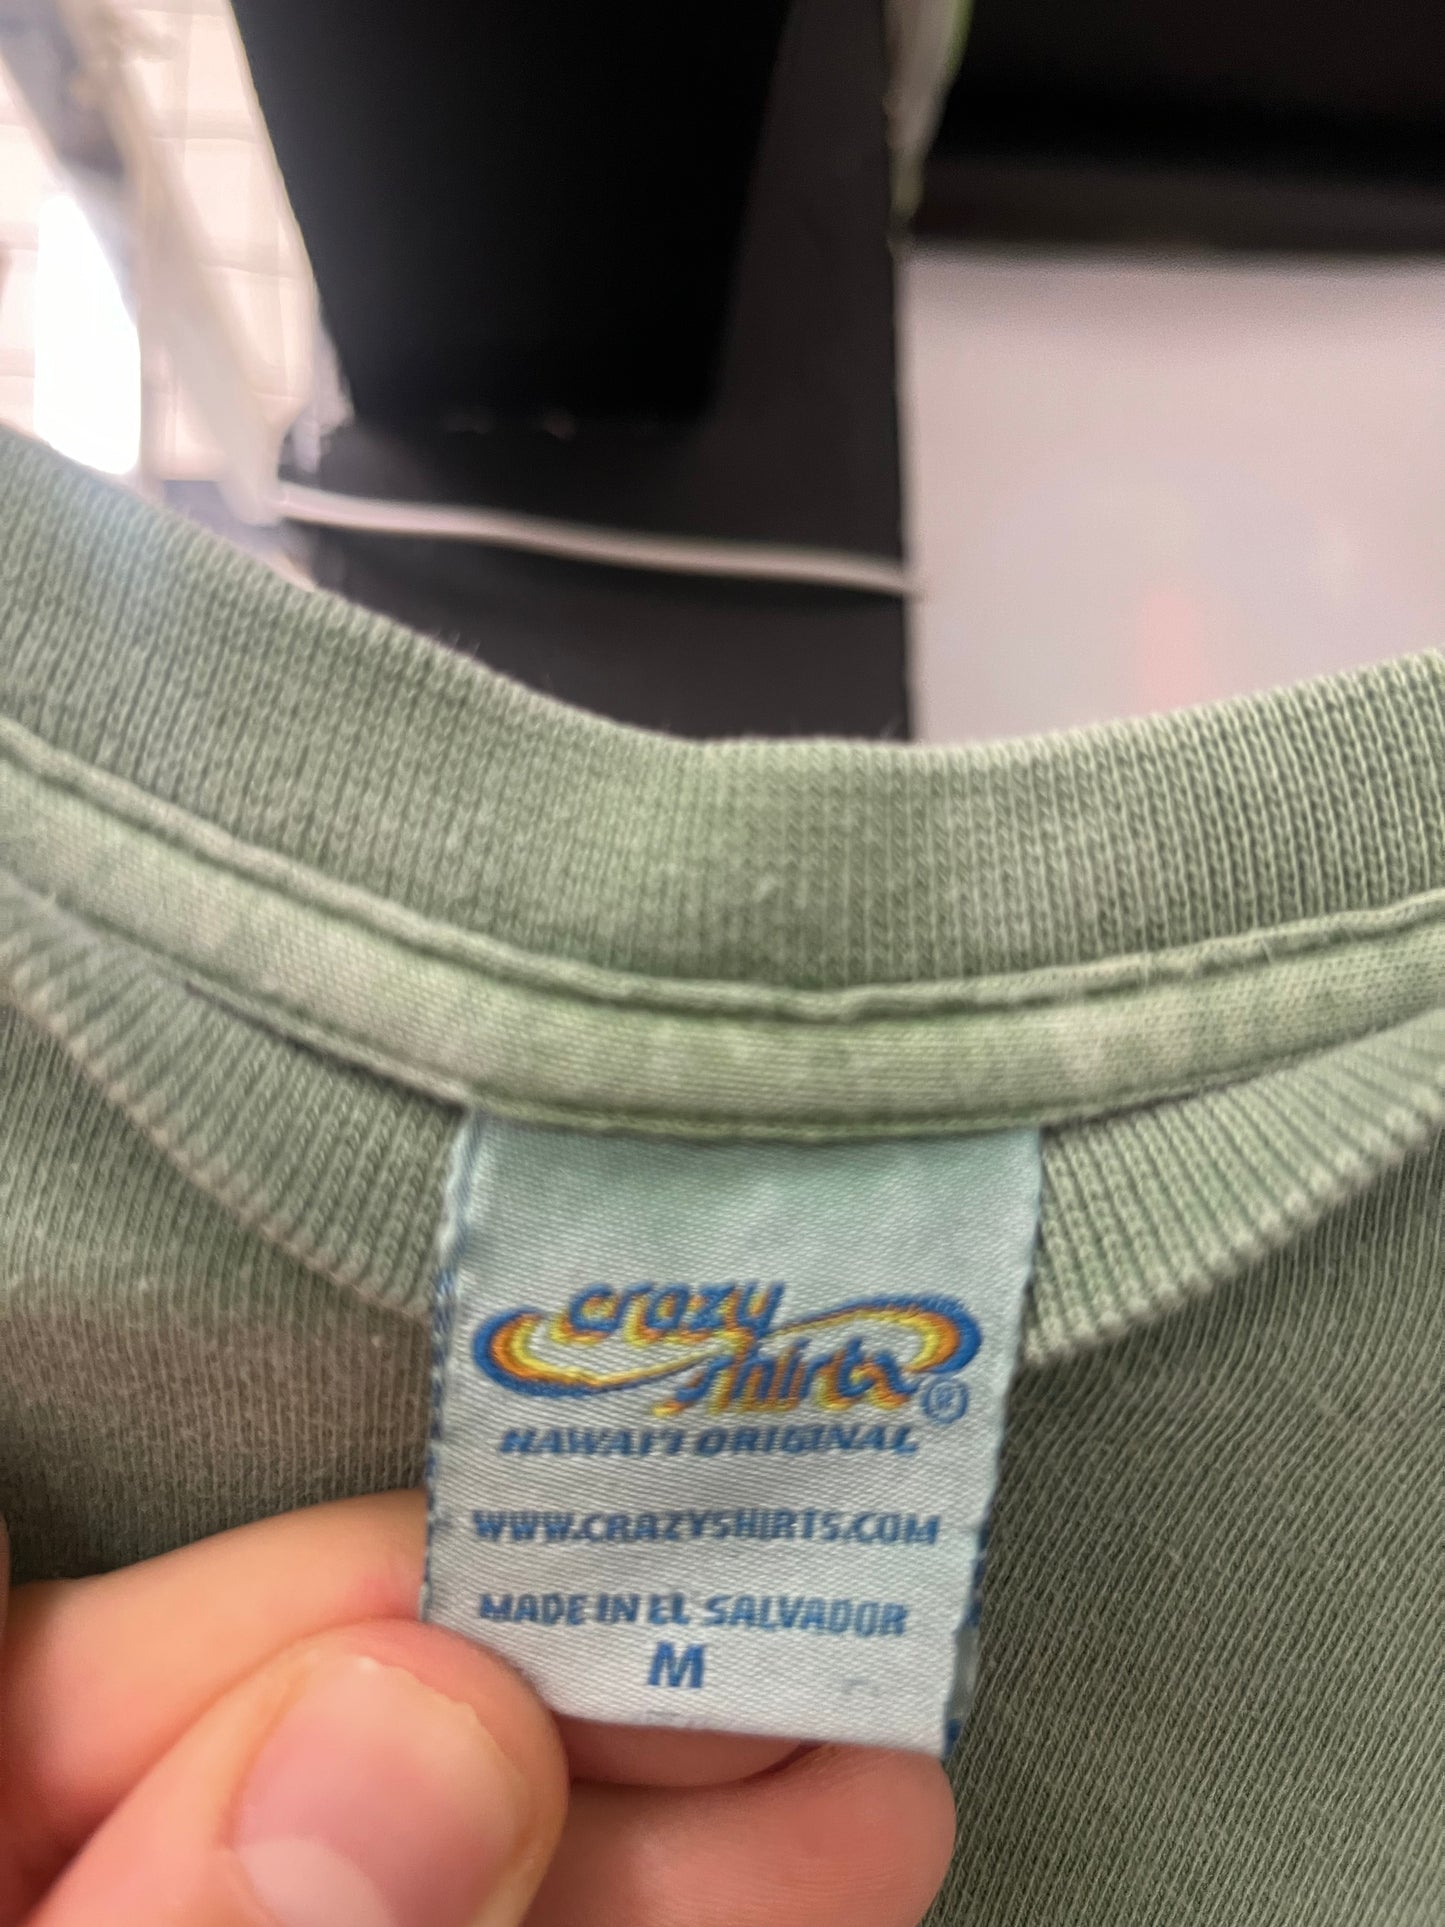 crazy
shirts®
HAWAI'I ORIGINAL
WWW.CRAZYSHIRTS.COM
MADE IN EL SALVADOR
M